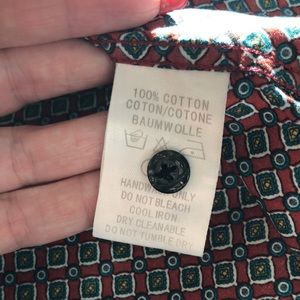 100% COTTON
COTON/COTONE
BAUMWOLLE
HANDWASH ONLY
DO NOT BLEACH
COOL IRON
DRY CLEANABLE
DO NOT TUMBLE DRY